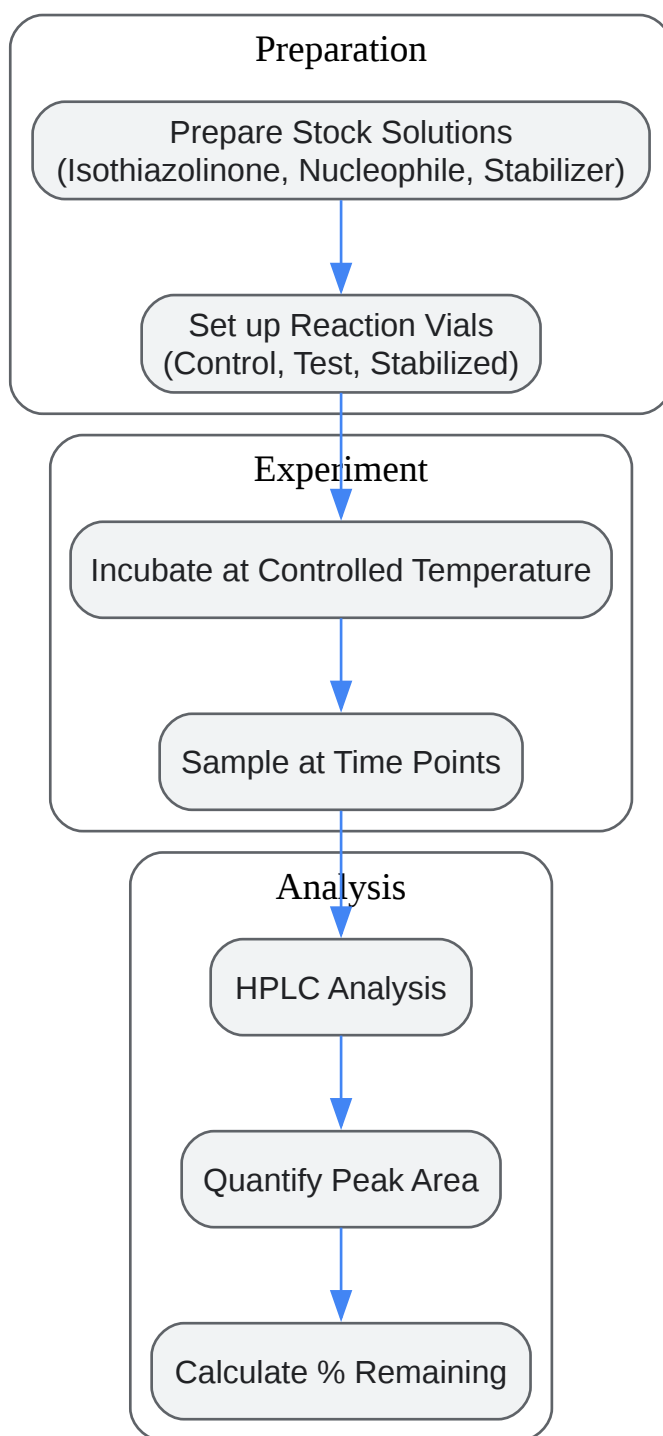 Preparation
Prepare Stock Solutions
(Isothiazolinone, Nucleophile, Stabilizer)
Set up Reaction Vials
(Control, Test, Stabilized)
Experiment
Incubate at Controlled Temperature
Sample at Time Points
Analysis
HPLC Analysis
Quantify Peak Area
Calculate % Remaining